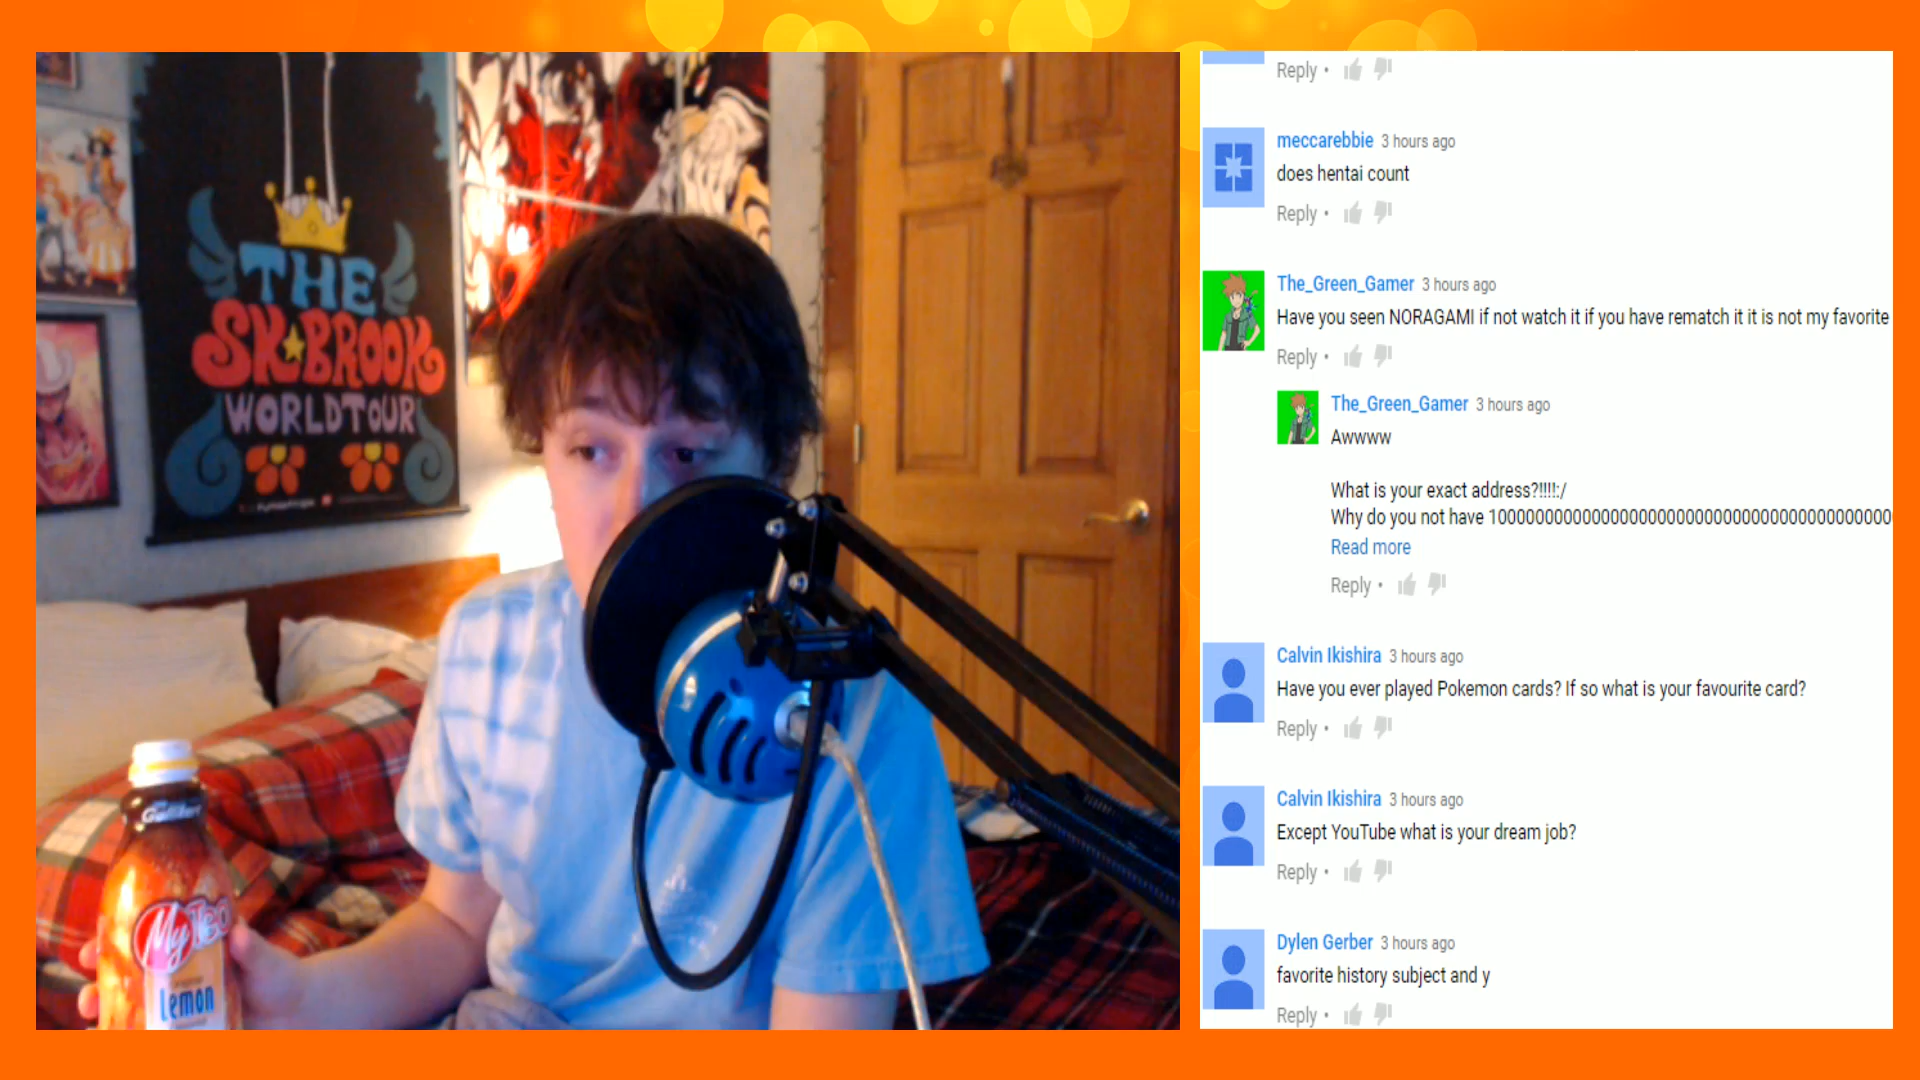 THE
SK★BROOK
WORLD TOUR
My Tea
Lemon
Reply •
meccarebbie 3 hours ago
does hentai count
Reply •
The_Green_Gamer 3 hours ago
Have you seen NORAGAMI if not watch it if you have rematch it it is not my favorite
Reply •
The_Green_Gamer 3 hours ago
Awwww
What is your exact address?!!!!:/
Why do you not have 1000000000000000000000000000000000000000000
Read more
Reply •
Calvin Ikishira 3 hours ago
Have you ever played Pokemon cards? If so what is your favourite card?
Reply •
Calvin Ikishira 3 hours ago
Except YouTube what is your dream job?
Reply •
Dylen Gerber 3 hours ago
favorite history subject and y
Reply •